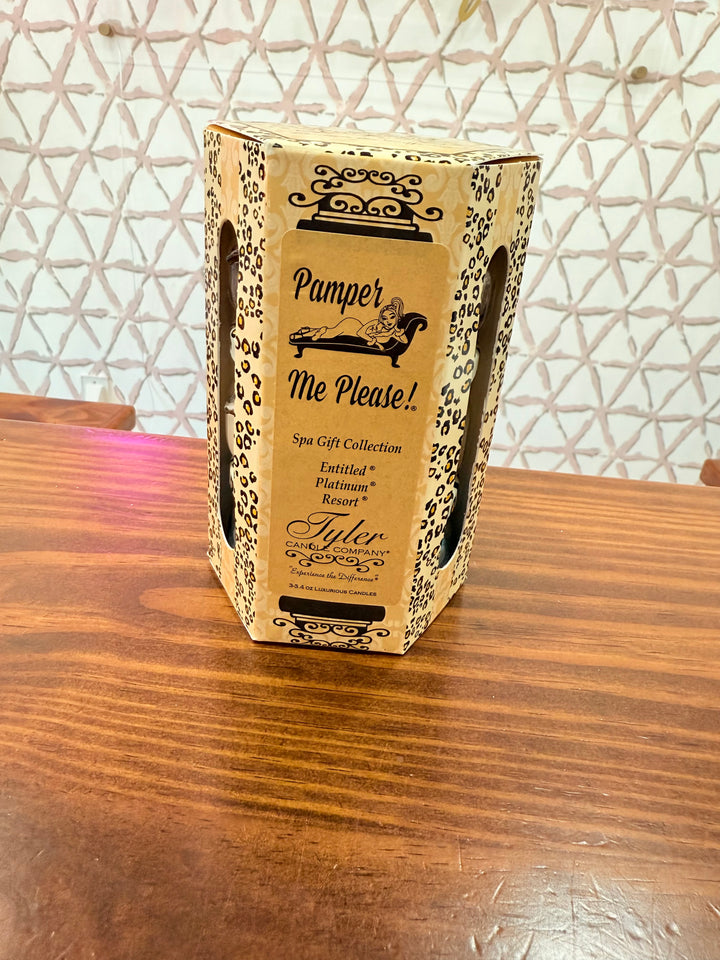 Pamper
Me Please!®
Spa Gift Collection
Entitled®
Platinum®
Resort®
Tyler
CANDLE COMPANY®
"Experience the Difference"®
3-3.4 oz Luxurious Candles